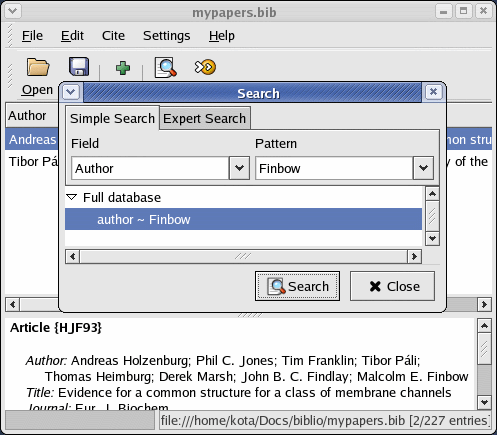 mypapers.bib
File Edit Cite Settings Help
Open
Search
Simple Search Expert Search
Field Pattern
Author Finbow
Full database
author ~ Finbow
Search Close
Author
Andreas
mon stru
Tibor Pá
y of the
Article {HJF93}
Author: Andreas Holzenburg; Phil C. Jones; Tim Franklin; Tibor Páli;
Thomas Heimburg; Derek Marsh; John B. C. Findlay; Malcolm E. Finbow
Title: Evidence for a common structure for a class of membrane channels
Journal: Eur. J. Biochem.
file:///home/kota/Docs/biblio/mypapers.bib [2/227 entries]